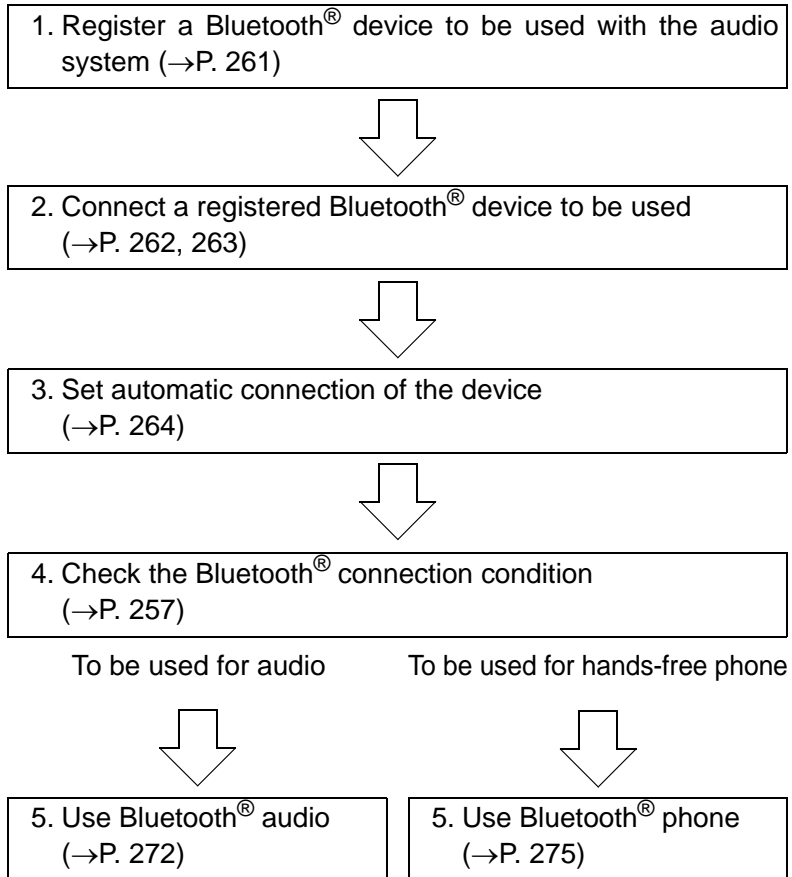 1. Register a Bluetooth® device to be used with the audio
system (→P. 261)
2. Connect a registered Bluetooth® device to be used
(→P. 262, 263)
3. Set automatic connection of the device
(→P. 264)
4. Check the Bluetooth® connection condition
(→P. 257)
To be used for audio
To be used for hands-free phone
5. Use Bluetooth® audio
(→P. 272)
5. Use Bluetooth® phone
(→P. 275)